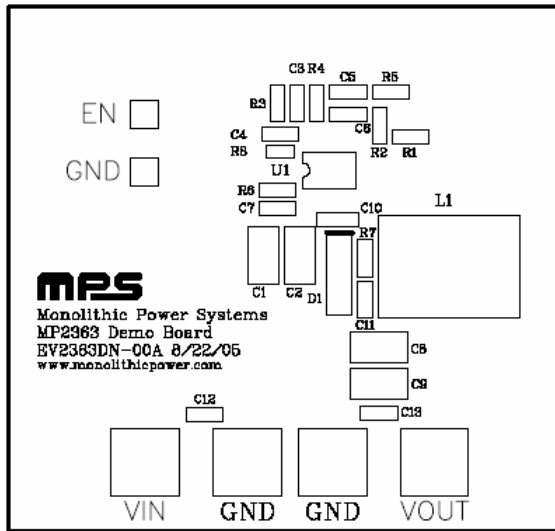 C3 R4 C5 R5
R3
EN
C6
C4
R2 R1
R5
U1
GND
R6
C7
C10
L1
R7
C1 C2 D1
C11
MPS
Monolithic Power Systems
MP2363 Demo Board
EV2363DN-00A 8/22/05
www.monolithicpower.com
C8
C9
C12
C13
VIN GND GND VOUT